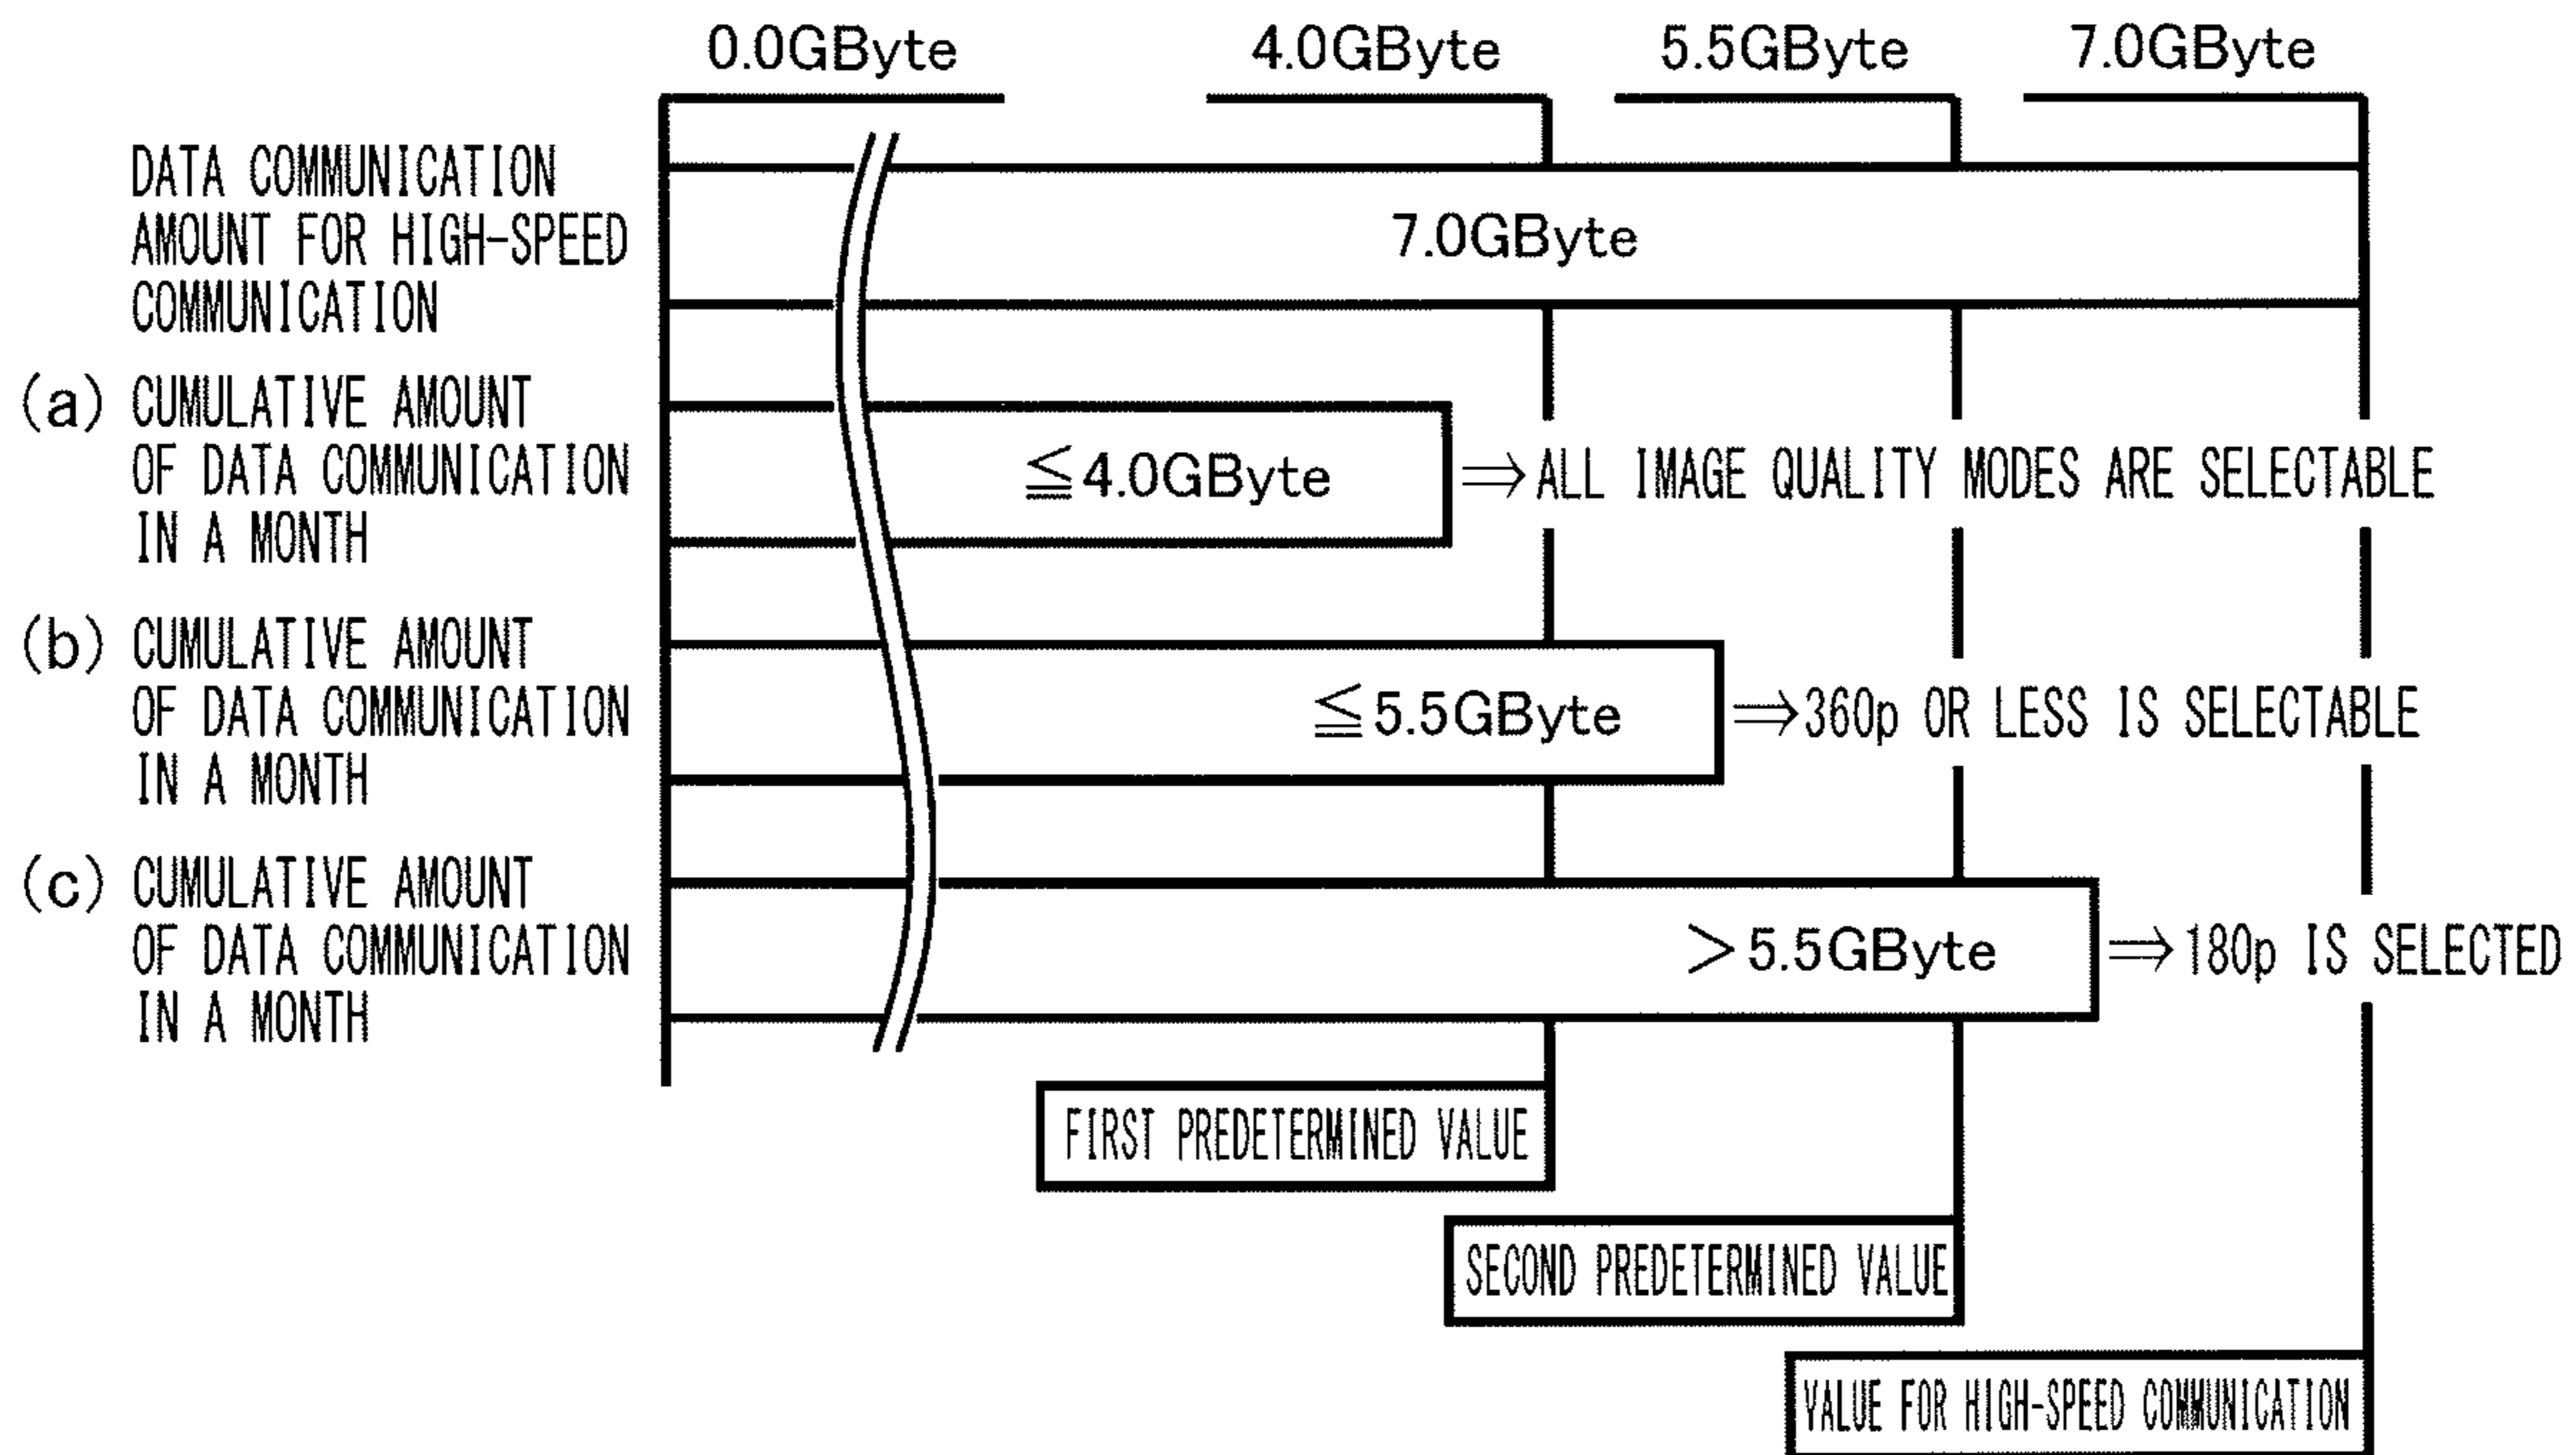 0.0GByte 4.0GByte 5.5GByte 7.0GByte
DATA COMMUNICATION
AMOUNT FOR HIGH-SPEED
COMMUNICATION
7.0GByte
(a) CUMULATIVE AMOUNT
OF DATA COMMUNICATION
IN A MONTH
≦4.0GByte ⇒ALL IMAGE QUALITY MODES ARE SELECTABLE
(b) CUMULATIVE AMOUNT
OF DATA COMMUNICATION
IN A MONTH
≦5.5GByte ⇒360p OR LESS IS SELECTABLE
(c) CUMULATIVE AMOUNT
OF DATA COMMUNICATION
IN A MONTH
>5.5GByte ⇒180p IS SELECTED
FIRST PREDETERMINED VALUE
SECOND PREDETERMINED VALUE
VALUE FOR HIGH-SPEED COMMUNICATION